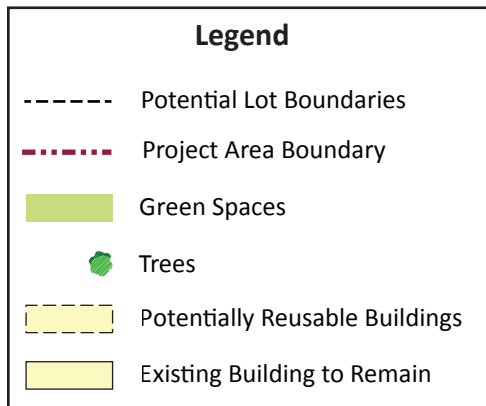 Legend
Potential Lot Boundaries
Project Area Boundary
Green Spaces
Trees
Potentially Reusable Buildings
Existing Building to Remain